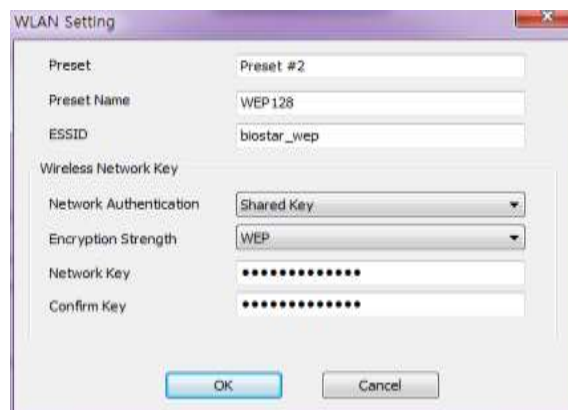 WLAN Setting
Preset Preset #2
Preset Name WEP128
ESSID biostar_wep
Wireless Network Key
Network Authentication Shared Key
Encryption Strength WEP
Network Key •••••••••••••
Confirm Key •••••••••••••
OK Cancel